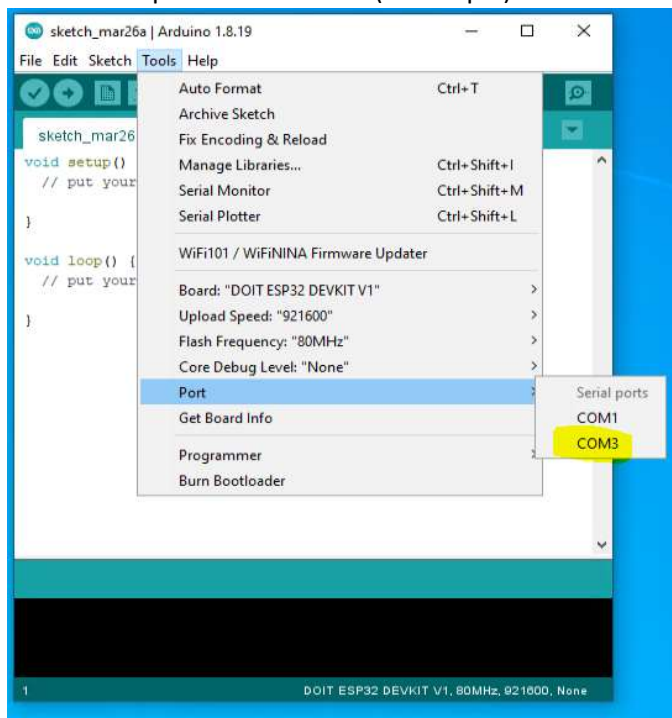 sketch_mar26a | Arduino 1.8.19
File Edit Sketch Tools Help
sketch_mar26
void setup()
// put your
}
void loop() {
// put your
}
Auto Format Ctrl+T
Archive Sketch
Fix Encoding & Reload
Manage Libraries... Ctrl+Shift+I
Serial Monitor Ctrl+Shift+M
Serial Plotter Ctrl+Shift+L
WiFi101 / WiFiNINA Firmware Updater
Board: "DOIT ESP32 DEVKIT V1"
Upload Speed: "921600"
Flash Frequency: "80MHz"
Core Debug Level: "None"
Port
Get Board Info
Programmer
Burn Bootloader
Serial ports
COM1
COM3
1 DOIT ESP32 DEVKIT V1, 80MHz, 921600, None